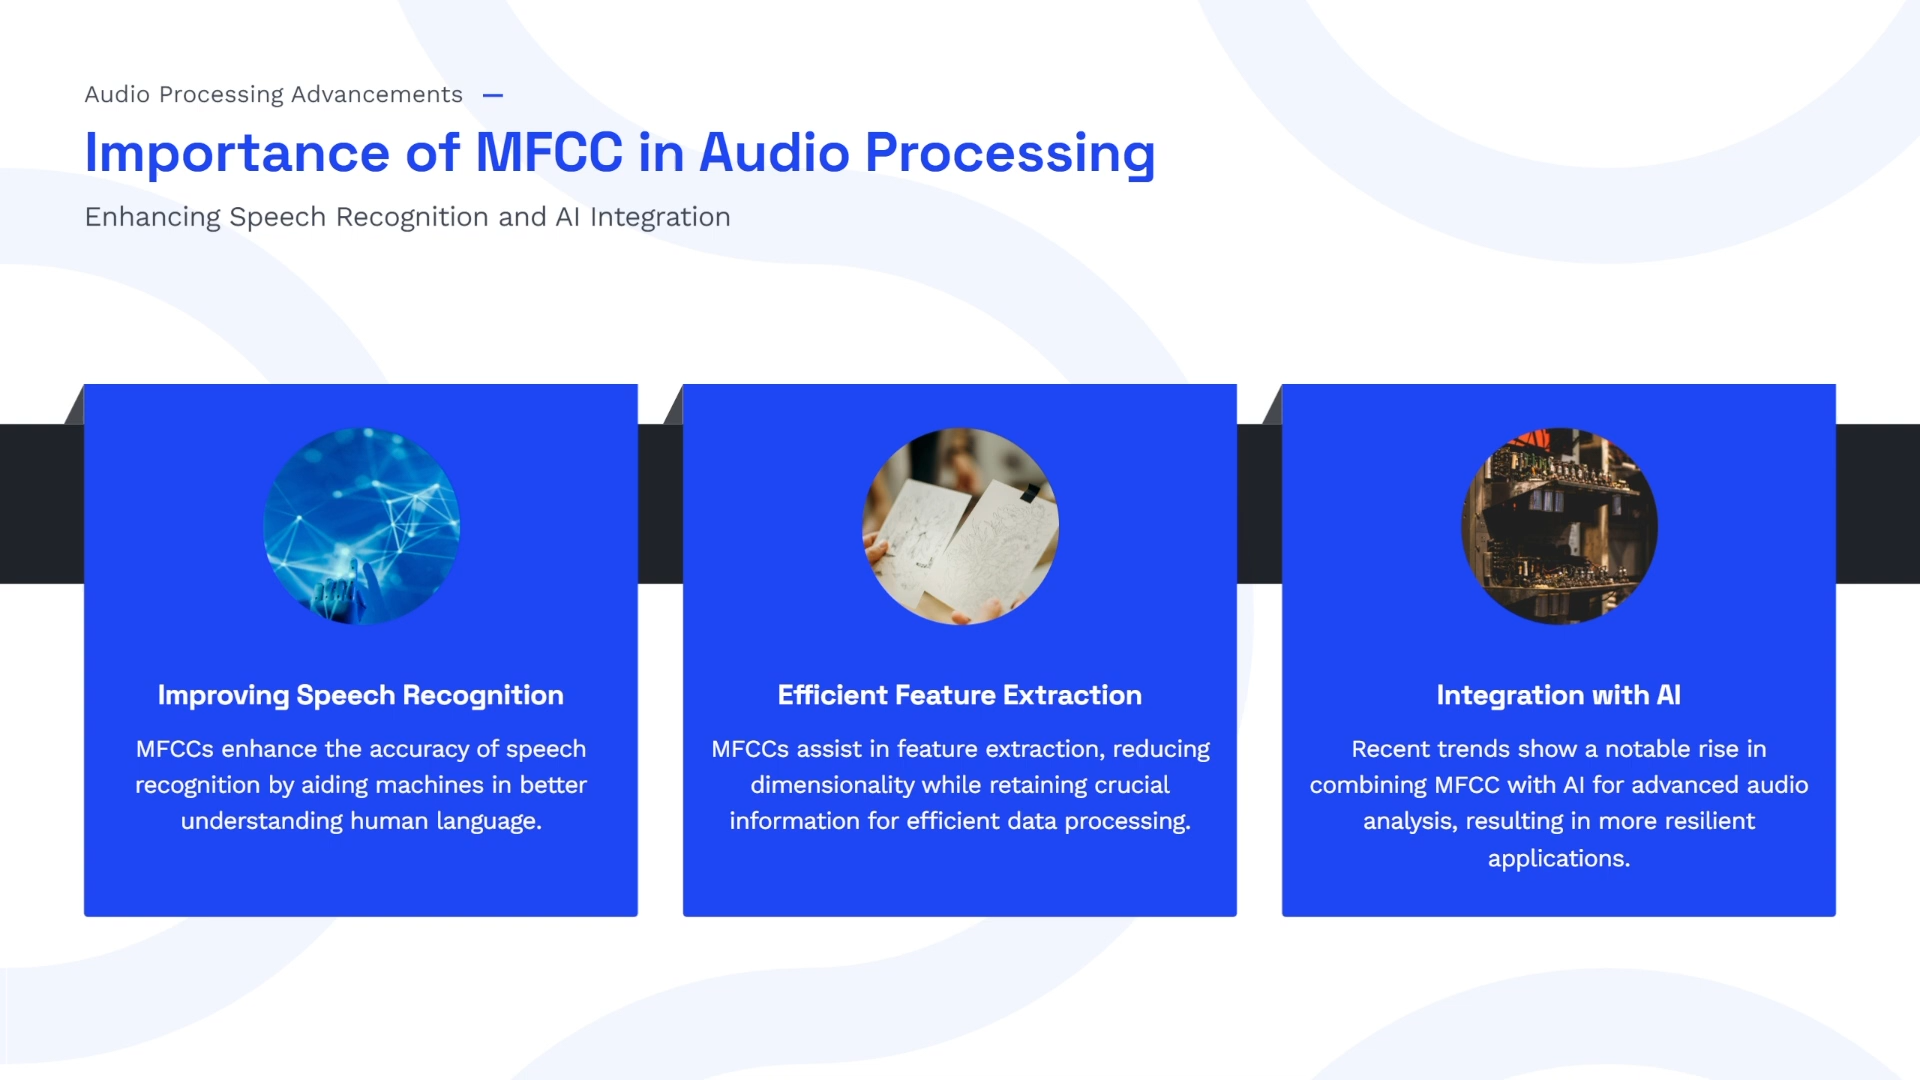 Audio Processing Advancements
Importance of MFCC in Audio Processing
Enhancing Speech Recognition and AI Integration
Improving Speech Recognition
MFCCs enhance the accuracy of speech
recognition by aiding machines in better
understanding human language.
Efficient Feature Extraction
MFCCs assist in feature extraction, reducing
dimensionality while retaining crucial
information for efficient data processing.
Integration with AI
Recent trends show a notable rise in
combining MFCC with AI for advanced audio
analysis, resulting in more resilient
applications.